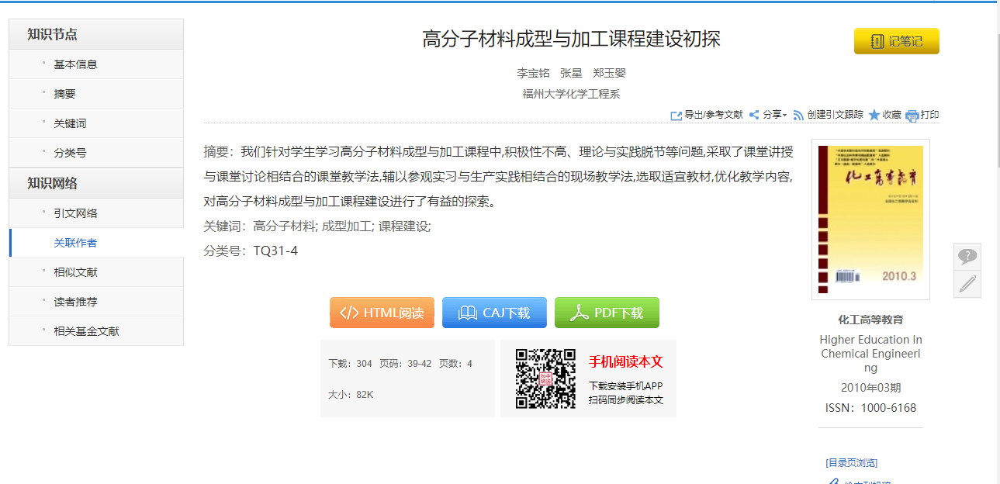 知识节点
基本信息
摘要
关键词
分类号
知识网络
引文网络
关联作者
相似文献
读者推荐
相关基金文献
高分子材料成型与加工课程建设初探
记笔记
李宝铭 张星 郑玉婴
福州大学化学工程系
导出/参考文献 分享 创建引文跟踪 收藏 打印
摘要：我们针对学生学习高分子材料成型与加工课程中,积极性不高、理论与实践脱节等问题,采取了课堂讲授
与课堂讨论相结合的课堂教学法,辅以参观实习与生产实践相结合的现场教学法,选取适宜教材,优化教学内容,
对高分子材料成型与加工课程建设进行了有益的探索。
关键词：高分子材料; 成型加工; 课程建设;
分类号：TQ31-4
HTML阅读 CAJ下载 PDF下载
下载：304 页码：39-42 页数：4
大小：82K
手机阅读本文
下载安装手机APP
扫码同步阅读本文
化工高等教育
2010.3
化工高等教育
Higher Education in
Chemical Engineeri
ng
2010年03期
ISSN：1000-6168
[目录页浏览]